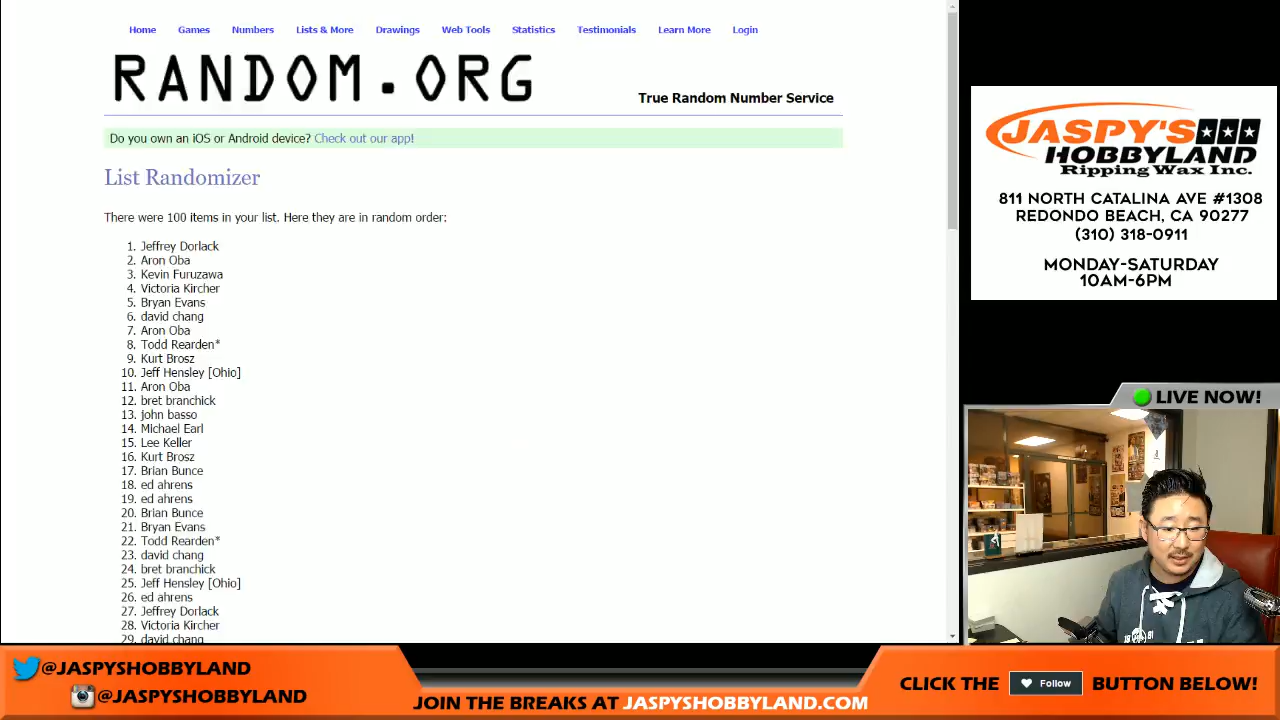 Home Games Numbers Lists & More Drawings Web Tools Statistics Testimonials Learn More Login
RANDOM.ORG
True Random Number Service
Do you own an iOS or Android device? Check out our app!
List Randomizer
There were 100 items in your list. Here they are in random order:
1. Jeffrey Dorlack
2. Aron Oba
3. Kevin Furuzawa
4. Victoria Kircher
5. Bryan Evans
6. david chang
7. Aron Oba
8. Todd Rearden*
9. Kurt Brosz
10. Jeff Hensley [Ohio]
11. Aron Oba
12. bret branchick
13. john basso
14. Michael Earl
15. Lee Keller
16. Kurt Brosz
17. Brian Bunce
18. ed ahrens
19. ed ahrens
20. Brian Bunce
21. Bryan Evans
22. Todd Rearden*
23. david chang
24. bret branchick
25. Jeff Hensley [Ohio]
26. ed ahrens
27. Jeffrey Dorlack
28. Victoria Kircher
29. david chang
JASPY'S
HOBBYLAND
Ripping Wax Inc.
811 NORTH CATALINA AVE #1308
REDONDO BEACH, CA 90277
(310) 318-0911
MONDAY-SATURDAY
10AM-6PM
LIVE NOW!
@JASPYSHOBBYLAND
@JASPYSHOBBYLAND
JOIN THE BREAKS AT JASPYSHOBBYLAND.COM
CLICK THE Follow BUTTON BELOW!